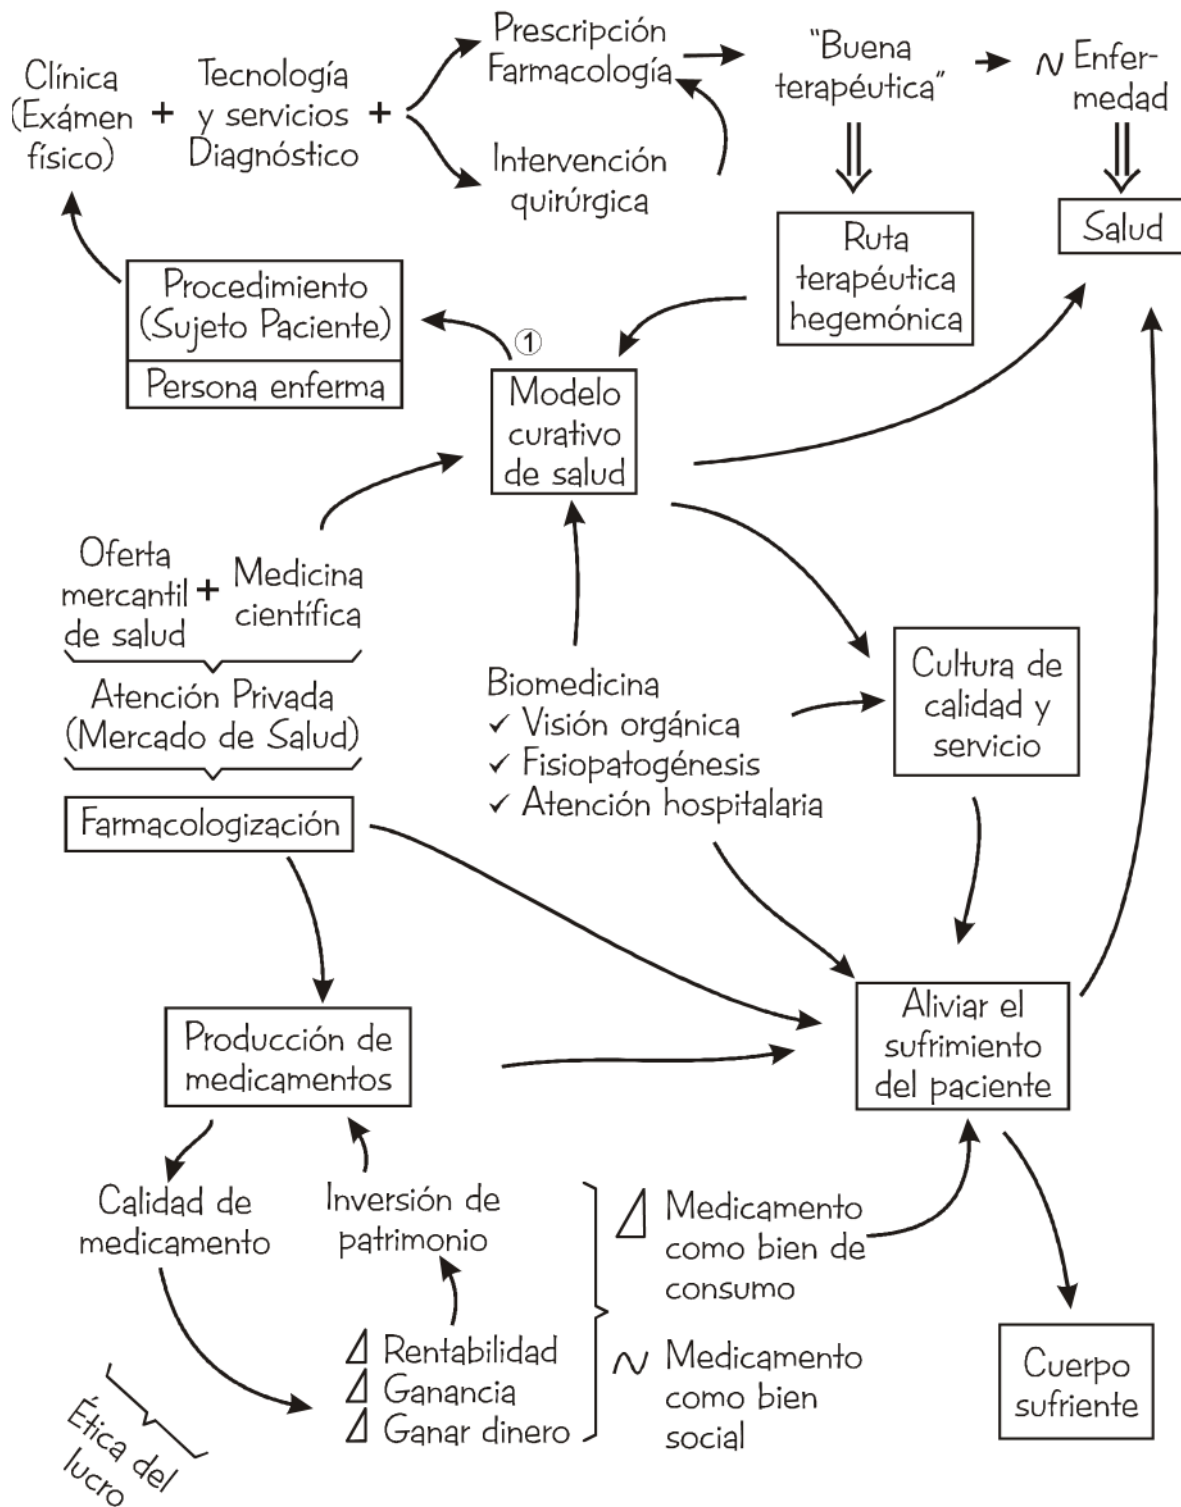 Clínica
(Exámen
físico)
+
Tecnología
y servicios
Diagnóstico
+
Prescripción
Farmacología
Intervención
quirúrgica
"Buena
terapéutica"
~ Enfer-
medad
Salud
Ruta
terapéutica
hegemónica
Procedimiento
(Sujeto Paciente)
Persona enferma
①
Modelo
curativo
de salud
Oferta
mercantil
de salud
+
Medicina
científica
Atención Privada
(Mercado de Salud)
Farmacologización
Biomedicina
✓ Visión orgánica
✓ Fisiopatogénesis
✓ Atención hospitalaria
Cultura de
calidad y
servicio
Producción de
medicamentos
Aliviar el
sufrimiento
del paciente
Calidad de
medicamento
Inversión de
patrimonio
Rentabilidad
Ganancia
Ganar dinero
Medicamento
como bien de
consumo
~ Medicamento
como bien
social
Cuerpo
sufriente
Ética del
lucro